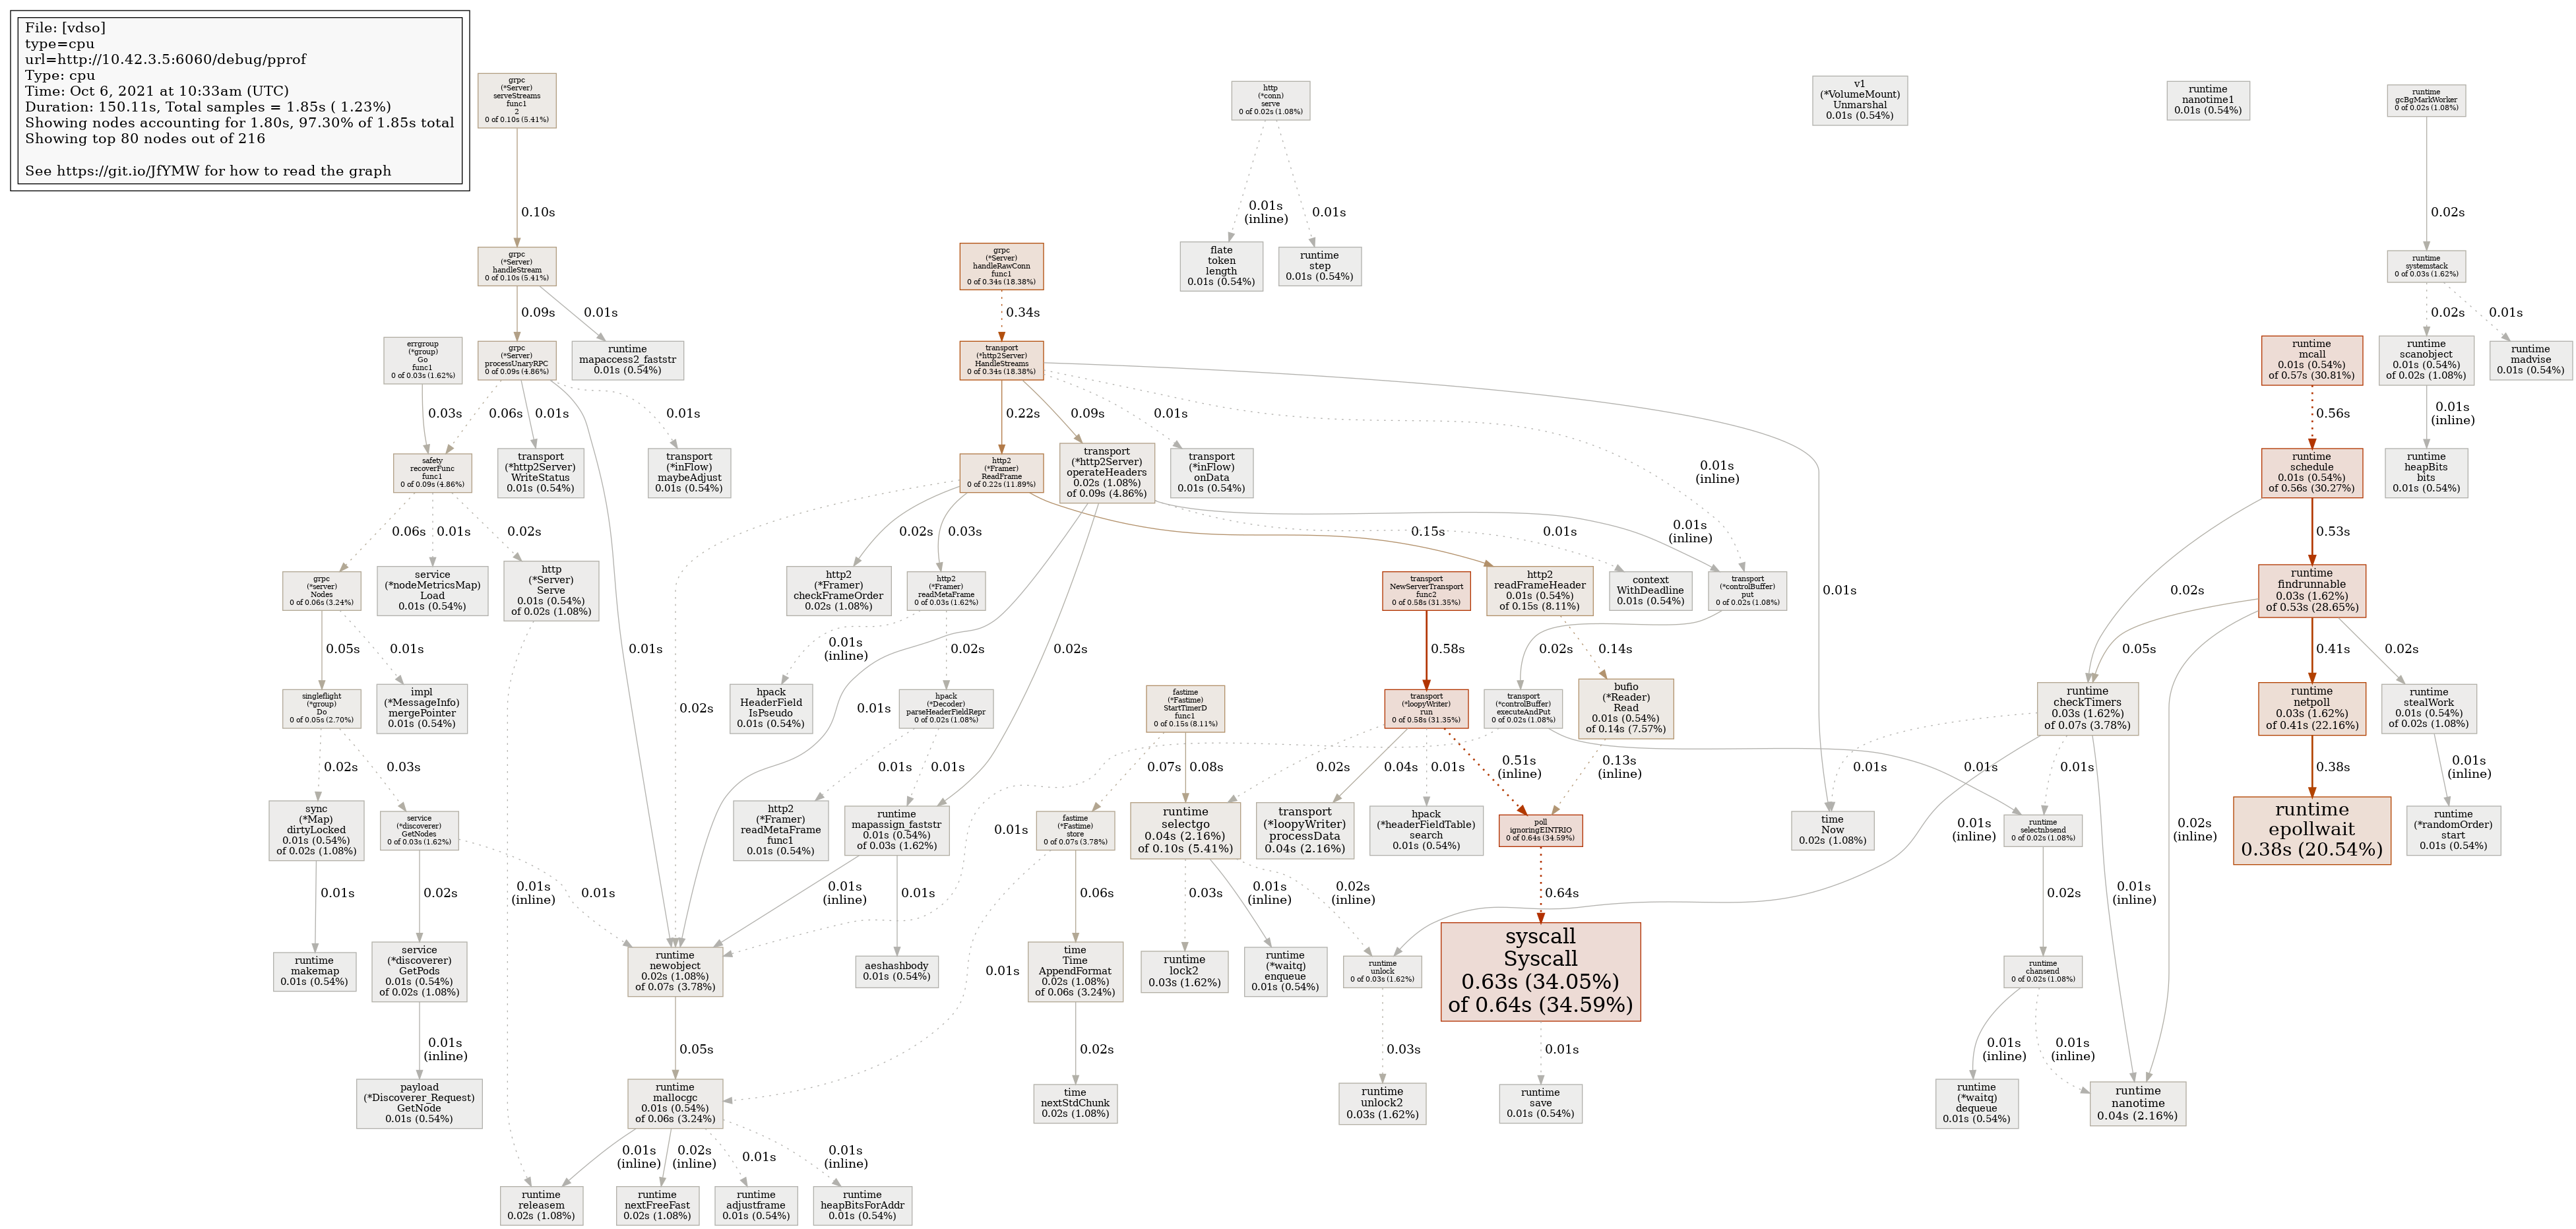 File: [vdso]
type=cpu
url=http://10.42.3.5:6060/debug/pprof
Type: cpu
Time: Oct 6, 2021 at 10:33am (UTC)
Duration: 150.11s, Total samples = 1.85s ( 1.23%)
Showing nodes accounting for 1.80s, 97.30% of 1.85s total
Showing top 80 nodes out of 216
See https://git.io/JfYMW for how to read the graph
grpc
(*Server)
serveStreams
func1
2
0 of 0.10s (5.41%)
http
(*conn)
serve
0 of 0.02s (1.08%)
v1
(*VolumeMount)
Unmarshal
0.01s (0.54%)
runtime
nanotime1
0.01s (0.54%)
runtime
gcBgMarkWorker
0 of 0.02s (1.08%)
0.10s
0.01s
(inline)
0.01s
0.02s
grpc
(*Server)
handleStream
0 of 0.10s (5.41%)
grpc
(*Server)
handleRawConn
func1
0 of 0.34s (18.38%)
flate
token
length
0.01s (0.54%)
runtime
step
0.01s (0.54%)
runtime
systemstack
0 of 0.03s (1.62%)
0.09s
0.01s
0.34s
0.02s
0.01s
errgroup
(*group)
Go
func1
0 of 0.03s (1.62%)
grpc
(*Server)
processUnaryRPC
0 of 0.09s (4.86%)
runtime
mapaccess2_faststr
0.01s (0.54%)
transport
(*http2Server)
HandleStreams
0 of 0.34s (18.38%)
runtime
mcall
0.01s (0.54%)
of 0.57s (30.81%)
runtime
scanobject
0.01s (0.54%)
of 0.02s (1.08%)
runtime
madvise
0.01s (0.54%)
0.03s
0.06s
0.01s
0.01s
0.22s
0.09s
0.01s
0.56s
0.01s
(inline)
safety
recoverFunc
func1
0 of 0.09s (4.86%)
transport
(*http2Server)
WriteStatus
0.01s (0.54%)
transport
(*inFlow)
maybeAdjust
0.01s (0.54%)
http2
(*Framer)
ReadFrame
0 of 0.22s (11.89%)
transport
(*http2Server)
operateHeaders
0.02s (1.08%)
of 0.09s (4.86%)
transport
(*inFlow)
onData
0.01s (0.54%)
0.01s
(inline)
runtime
schedule
0.01s (0.54%)
of 0.56s (30.27%)
runtime
heapBits
bits
0.01s (0.54%)
0.06s
0.01s
0.02s
0.02s
0.03s
0.15s
0.01s
0.01s
(inline)
0.53s
grpc
(*server)
Nodes
0 of 0.06s (3.24%)
service
(*nodeMetricsMap)
Load
0.01s (0.54%)
http
(*Server)
Serve
0.01s (0.54%)
of 0.02s (1.08%)
http2
(*Framer)
checkFrameOrder
0.02s (1.08%)
http2
(*Framer)
readMetaFrame
0 of 0.03s (1.62%)
transport
NewServerTransport
func2
0 of 0.58s (31.35%)
http2
readFrameHeader
0.01s (0.54%)
of 0.15s (8.11%)
context
WithDeadline
0.01s (0.54%)
transport
(*controlBuffer)
put
0 of 0.02s (1.08%)
0.01s
0.02s
runtime
findrunnable
0.03s (1.62%)
of 0.53s (28.65%)
0.05s
0.01s
0.01s
0.01s
(inline)
0.02s
0.02s
0.58s
0.02s
0.14s
0.05s
0.41s
0.02s
singleflight
(*group)
Do
0 of 0.05s (2.70%)
impl
(*MessageInfo)
mergePointer
0.01s (0.54%)
0.02s
hpack
HeaderField
IsPseudo
0.01s (0.54%)
0.01s
hpack
(*Decoder)
parseHeaderFieldRepr
0 of 0.02s (1.08%)
fastime
(*Fastime)
StartTimerD
func1
0 of 0.15s (8.11%)
transport
(*loopyWriter)
run
0 of 0.58s (31.35%)
transport
(*controlBuffer)
executeAndPut
0 of 0.02s (1.08%)
bufio
(*Reader)
Read
0.01s (0.54%)
of 0.14s (7.57%)
runtime
checkTimers
0.03s (1.62%)
of 0.07s (3.78%)
runtime
netpoll
0.03s (1.62%)
of 0.41s (22.16%)
runtime
stealWork
0.01s (0.54%)
of 0.02s (1.08%)
0.02s
0.03s
0.01s
0.01s
0.07s
0.08s
0.02s
0.04s
0.01s
0.51s
(inline)
0.13s
(inline)
0.01s
0.01s
0.01s
0.38s
0.01s
(inline)
sync
(*Map)
dirtyLocked
0.01s (0.54%)
of 0.02s (1.08%)
service
(*discoverer)
GetNodes
0 of 0.03s (1.62%)
http2
(*Framer)
readMetaFrame
func1
0.01s (0.54%)
runtime
mapassign_faststr
0.01s (0.54%)
of 0.03s (1.62%)
0.01s
fastime
(*Fastime)
store
0 of 0.07s (3.78%)
runtime
selectgo
0.04s (2.16%)
of 0.10s (5.41%)
transport
(*loopyWriter)
processData
0.04s (2.16%)
hpack
(*headerFieldTable)
search
0.01s (0.54%)
poll
ignoringEINTRIO
0 of 0.64s (34.59%)
time
Now
0.02s (1.08%)
0.01s
(inline)
runtime
selectnbsend
0 of 0.02s (1.08%)
0.02s
(inline)
runtime
epollwait
0.38s (20.54%)
runtime
(*randomOrder)
start
0.01s (0.54%)
0.01s
0.02s
0.01s
(inline)
0.01s
0.01s
(inline)
0.01s
0.06s
0.03s
0.01s
(inline)
0.02s
(inline)
0.64s
0.02s
0.01s
(inline)
runtime
makemap
0.01s (0.54%)
service
(*discoverer)
GetPods
0.01s (0.54%)
of 0.02s (1.08%)
runtime
newobject
0.02s (1.08%)
of 0.07s (3.78%)
aeshashbody
0.01s (0.54%)
0.01s
time
Time
AppendFormat
0.02s (1.08%)
of 0.06s (3.24%)
runtime
lock2
0.03s (1.62%)
runtime
(*waitq)
enqueue
0.01s (0.54%)
runtime
unlock
0 of 0.03s (1.62%)
syscall
Syscall
0.63s (34.05%)
of 0.64s (34.59%)
runtime
chansend
0 of 0.02s (1.08%)
0.01s
(inline)
0.05s
0.02s
0.03s
0.01s
0.01s
(inline)
0.01s
(inline)
payload
(*Discoverer_Request)
GetNode
0.01s (0.54%)
runtime
mallocgc
0.01s (0.54%)
of 0.06s (3.24%)
time
nextStdChunk
0.02s (1.08%)
runtime
unlock2
0.03s (1.62%)
runtime
save
0.01s (0.54%)
runtime
(*waitq)
dequeue
0.01s (0.54%)
runtime
nanotime
0.04s (2.16%)
0.01s
(inline)
0.02s
(inline)
0.01s
0.01s
(inline)
runtime
releasem
0.02s (1.08%)
runtime
nextFreeFast
0.02s (1.08%)
runtime
adjustframe
0.01s (0.54%)
runtime
heapBitsForAddr
0.01s (0.54%)